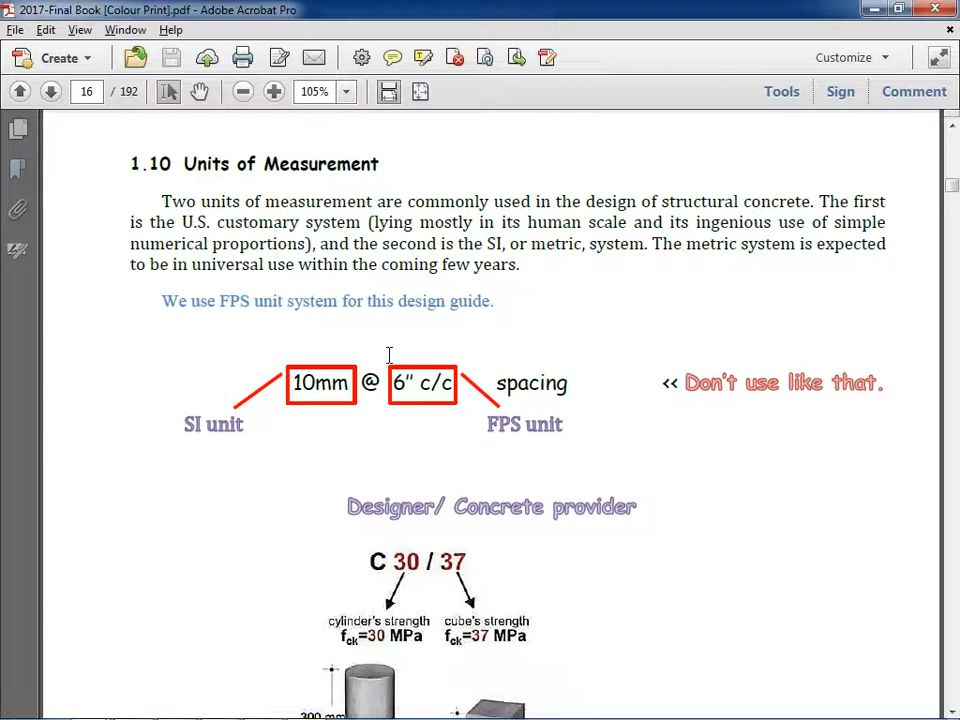 2017-Final Book [Colour Print].pdf - Adobe Acrobat Pro
File Edit View Window Help
Create Customize
16 / 192 105% Tools Sign Comment
1.10 Units of Measurement
Two units of measurement are commonly used in the design of structural concrete. The first
is the U.S. customary system (lying mostly in its human scale and its ingenious use of simple
numerical proportions), and the second is the SI, or metric, system. The metric system is expected
to be in universal use within the coming few years.
We use FPS unit system for this design guide.
10mm @ 6" c/c spacing << Don't use like that.
SI unit FPS unit
Designer/ Concrete provider
C 30 / 37
cylinder's strength cube's strength
fck=30 MPa fck=37 MPa
300 mm